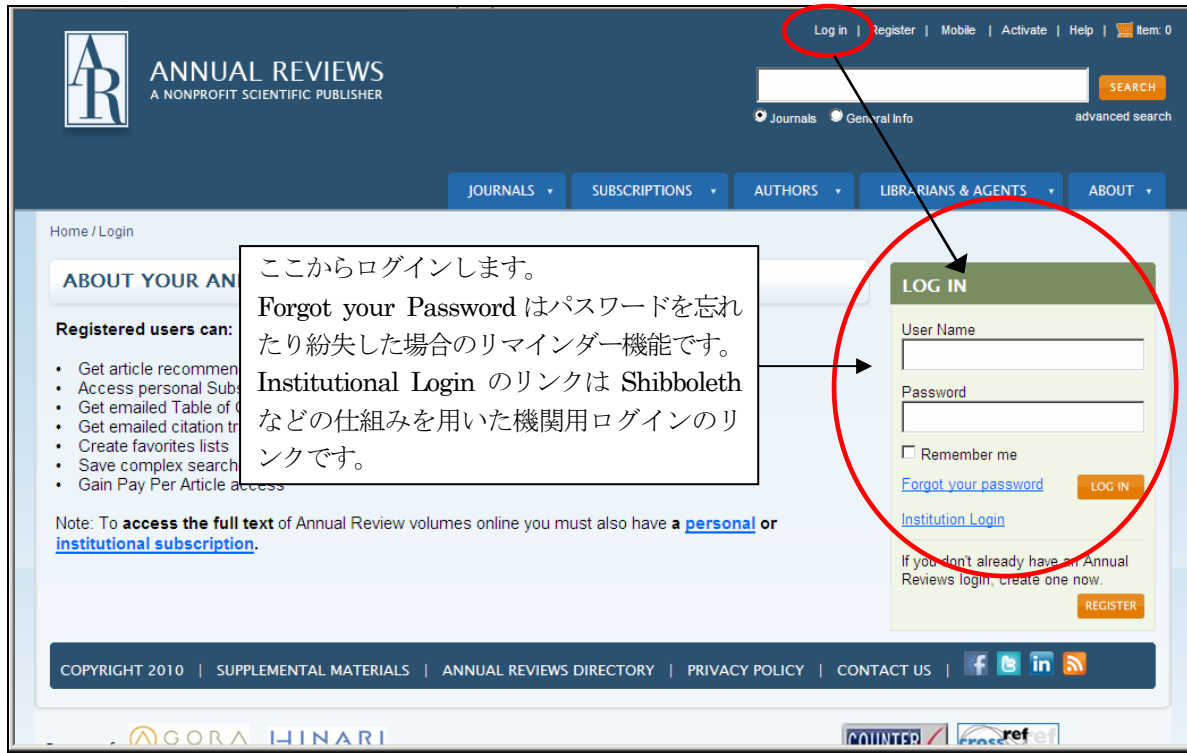 Log in | Register | Mobile | Activate | Help | Item: 0
AR
ANNUAL REVIEWS
A NONPROFIT SCIENTIFIC PUBLISHER
SEARCH
Journals General Info advanced search
JOURNALS SUBSCRIPTIONS AUTHORS LIBRARIANS & AGENTS ABOUT
Home / Login
ABOUT YOUR
ここからログインします。
Forgot your Password はパスワードを忘れ
たり紛失した場合のリマインダー機能です。
Institutional Login のリンクは Shibboleth
などの仕組みを用いた機関用ログインのリ
ンクです。
Registered users can:
• Get article
• Access personal
• Get emailed Table of
• Get emailed citation
• Create favorites lists
• Save complex
• Gain Pay Per Article access
Note: To access the full text of Annual Review volumes online you must also have a personal or
institutional subscription.
LOG IN
User Name
Password
Remember me
Forgot your password LOG IN
Institution Login
If you don't already have an Annual
Reviews login, create one now.
REGISTER
COPYRIGHT 2010 | SUPPLEMENTAL MATERIALS | ANNUAL REVIEWS DIRECTORY | PRIVACY POLICY | CONTACT US |
AGORA HINARI COUNTER cross ref